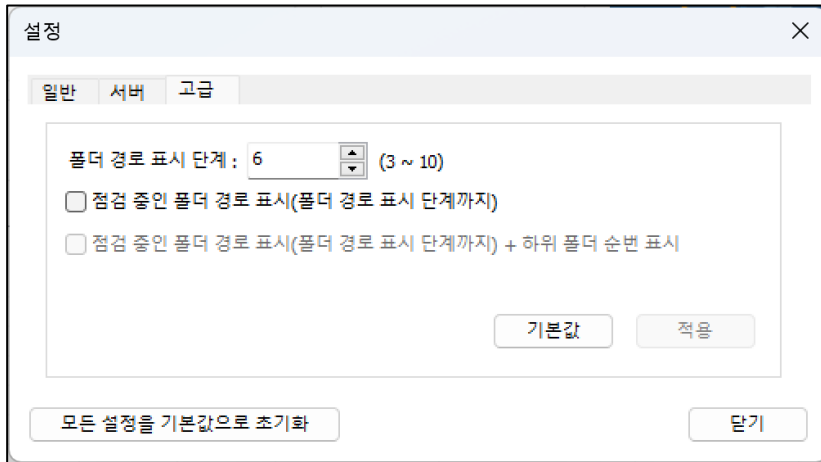 설정
일반 서버 고급
폴더 경로 표시 단계 : 6 (3 ~ 10)
점검 중인 폴더 경로 표시(폴더 경로 표시 단계까지)
점검 중인 폴더 경로 표시(폴더 경로 표시 단계까지) + 하위 폴더 순번 표시
기본값 적용
모든 설정을 기본값으로 초기화 닫기